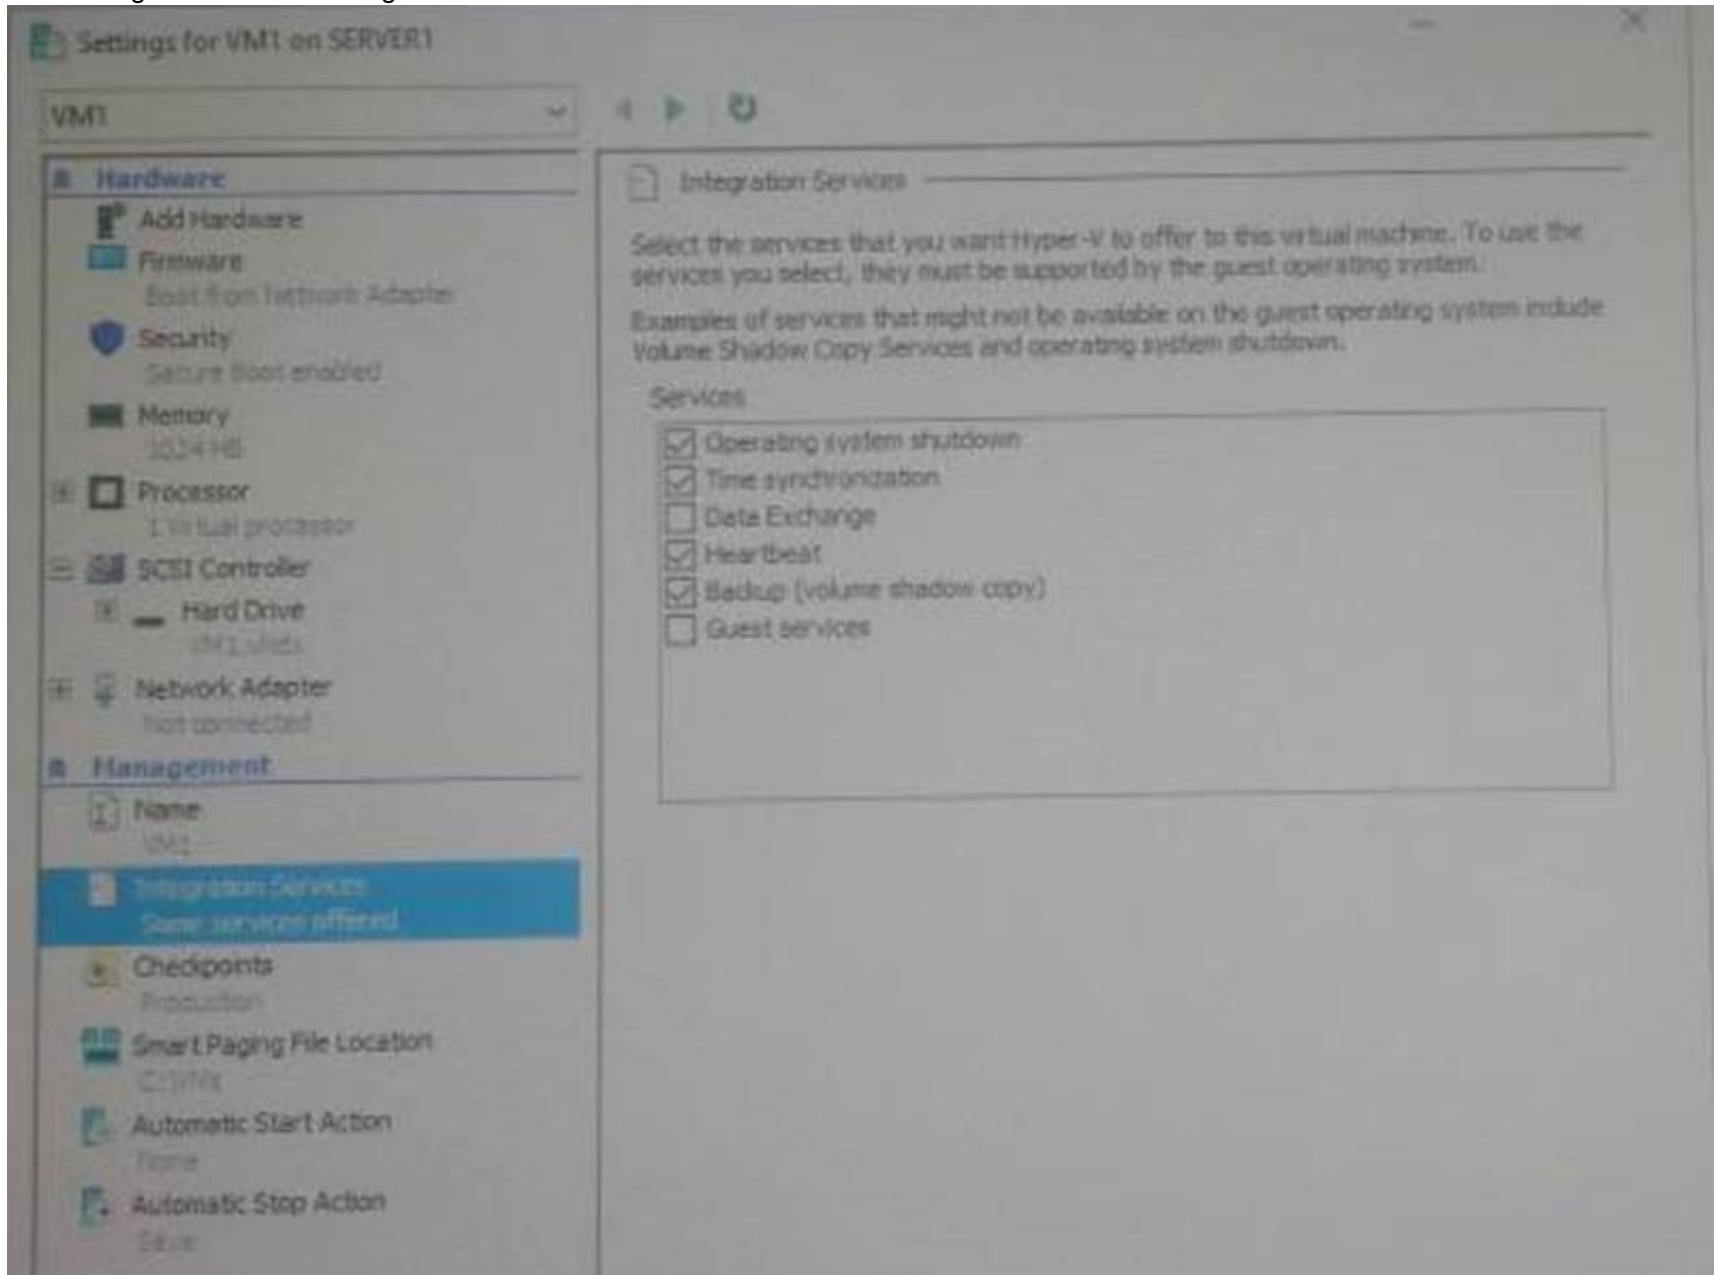 Settings for VM1 on SERVER1
VM1
Hardware
Add Hardware
Firmware
Boot from Network Adapter
Security
Secure Boot enabled
Memory
1024 MB
Processor
1 Virtual processor
SCSI Controller
Hard Drive
VM1.vhdx
Network Adapter
Not connected
Management
Name
VM1
Integration Services
Some services offered
Checkpoints
Production
Smart Paging File Location
C:\VMs
Automatic Start Action
None
Automatic Stop Action
Save
Integration Services
Select the services that you want Hyper-V to offer to this virtual machine. To use the
services you select, they must be supported by the guest operating system.
Examples of services that might not be available on the guest operating system include
Volume Shadow Copy Services and operating system shutdown.
Services
Operating system shutdown
Time synchronization
Data Exchange
Heartbeat
Backup (volume shadow copy)
Guest services